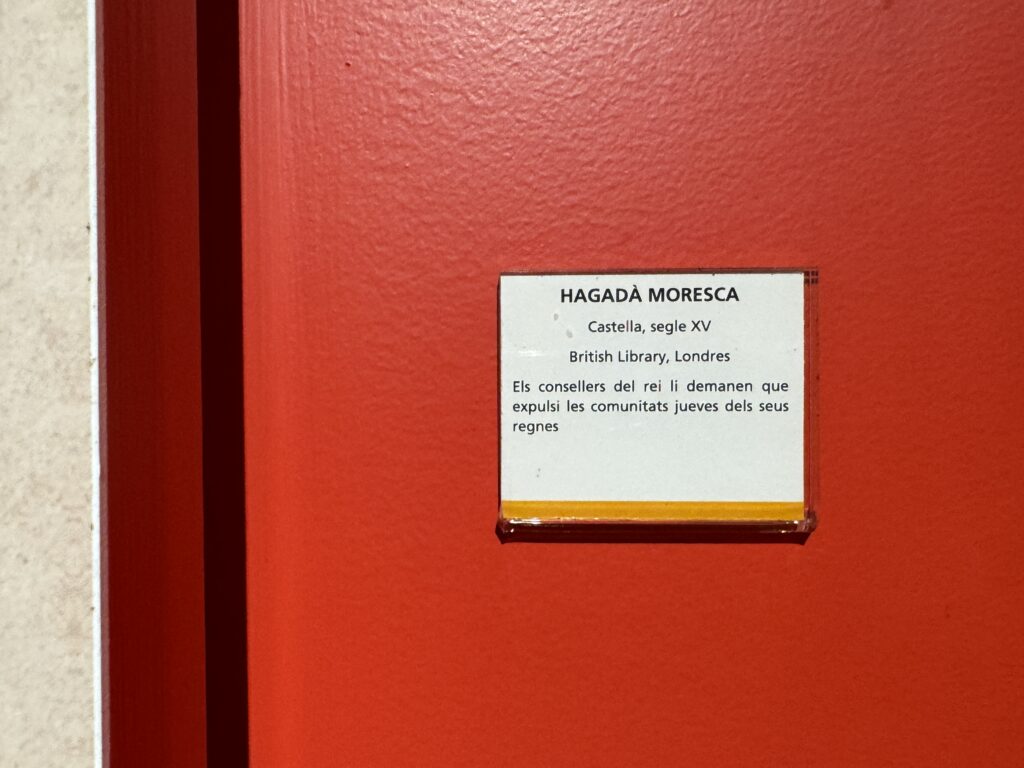 HAGADÀ MORESCA
Castella, segle XV
British Library, Londres
Els consellers del rei li demanen que
expulsi les comunitats jueves dels seus
regnes